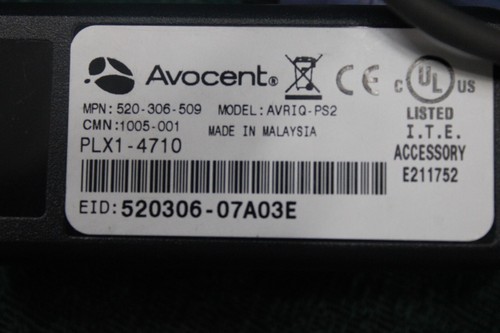 Avocent®
CE
C UL US
LISTED
I.T.E.
ACCESSORY
E211752
MPN: 520-306-509 MODEL: AVRIQ-PS2
CMN: 1005-001 MADE IN MALAYSIA
PLX1-4710
EID: 520306-07A03E